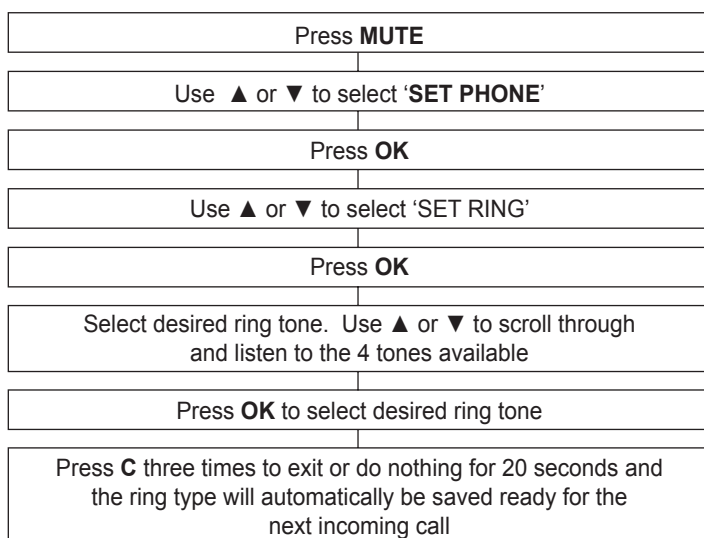 Press MUTE
Use ▲ or ▼ to select ‘SET PHONE’
Press OK
Use ▲ or ▼ to select ‘SET RING’
Press OK
Select desired ring tone. Use ▲ or ▼ to scroll through
and listen to the 4 tones available
Press OK to select desired ring tone
Press C three times to exit or do nothing for 20 seconds and
the ring type will automatically be saved ready for the
next incoming call